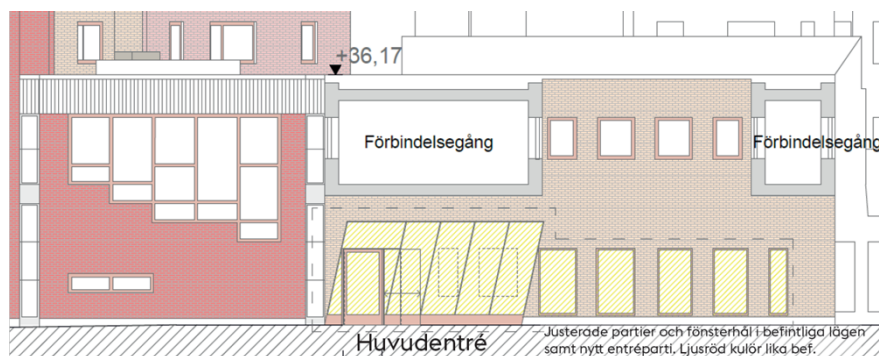 +36,17
Förbindelsegång
Förbindelsegång
Huvudentré
Justerade partier och fönsterhål i befintliga lägen
samt nytt entréparti. Ljusröd kulör lika bef.